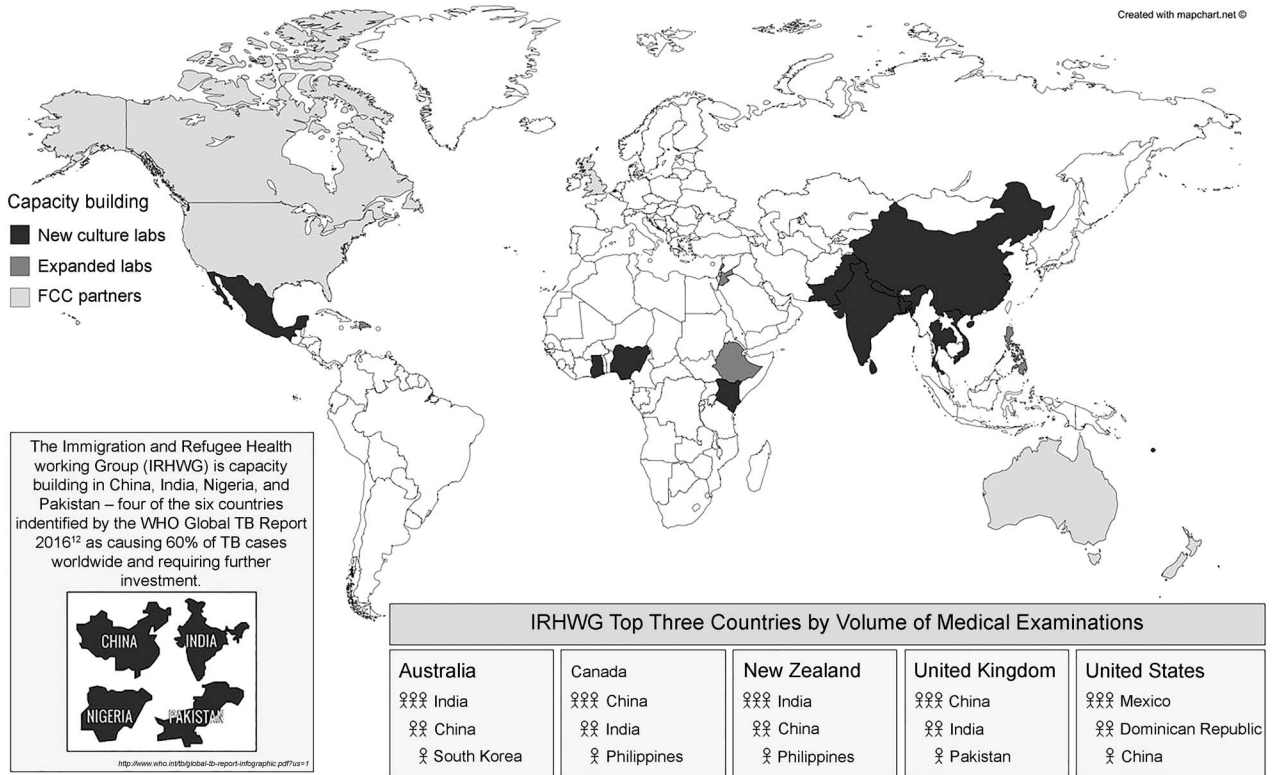 Created with mapchart.net ©
Capacity building
New culture labs
Expanded labs
FCC partners
The Immigration and Refugee Health
working Group (IRHWG) is capacity
building in China, India, Nigeria, and
Pakistan – four of the six countries
indentified by the WHO Global TB Report
2016¹² as causing 60% of TB cases
worldwide and requiring further
investment.
CHINA
INDIA
NIGERIA
PAKISTAN
http://www.who.int/tb/global-tb-report-infographic.pdf?us=1
IRHWG Top Three Countries by Volume of Medical Examinations
Australia
India
China
South Korea
Canada
China
India
Philippines
New Zealand
India
China
Philippines
United Kingdom
China
India
Pakistan
United States
Mexico
Dominican Republic
China